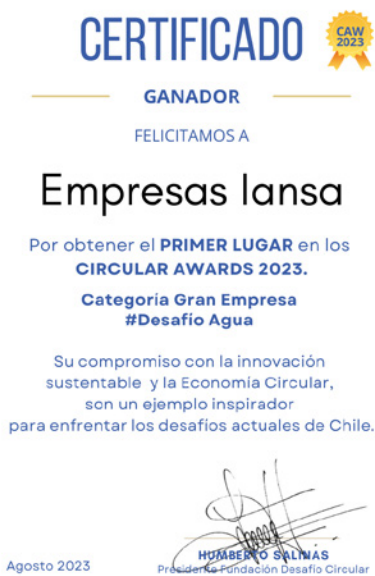 CERTIFICADO
CAW
2023
GANADOR
FELICITAMOS A
Empresas Iansa
Por obtener el PRIMER LUGAR en los
CIRCULAR AWARDS 2023.
Categoría Gran Empresa
#Desafío Agua
Su compromiso con la innovación
sustentable y la Economía Circular,
son un ejemplo inspirador
para enfrentar los desafíos actuales de Chile.
HUMBERTO SALINAS
Agosto 2023
Presidente Fundación Desafío Circular